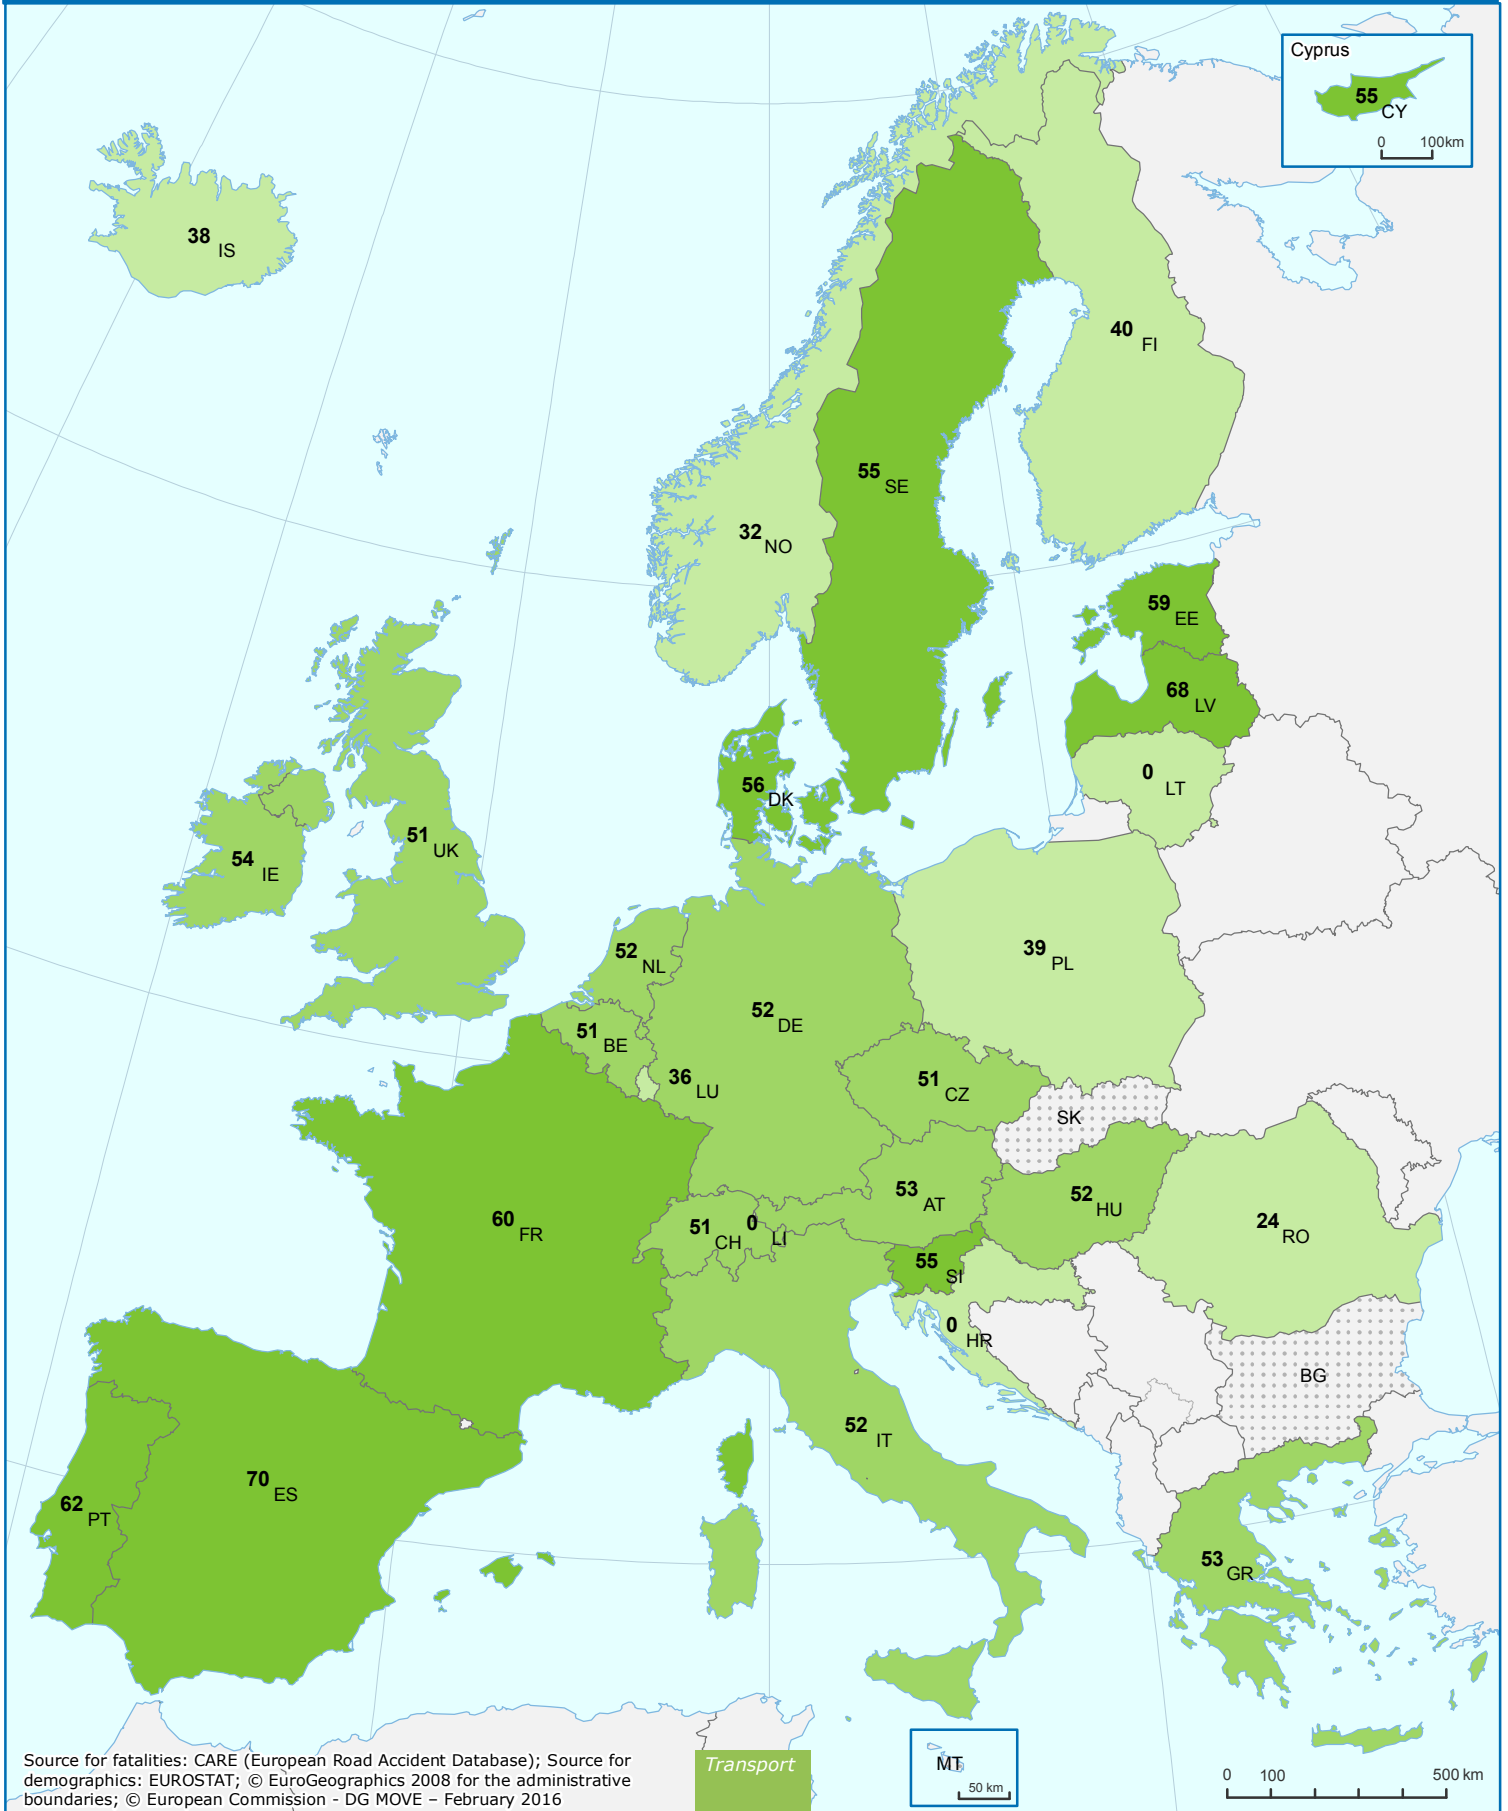 Cyprus
55
CY
0 100km
38
IS
40
FI
55
SE
32
NO
59
EE
68
LV
0
LT
56
DK
51
UK
54
IE
52
NL
39
PL
52
DE
51
BE
36
LU
51
CZ
SK
53
AT
52
HU
60
FR
51
CH
0
LI
24
RO
55
SI
0
HR
BG
52
IT
70
ES
62
PT
53
GR
MT
50 km
Source for fatalities: CARE (European Road Accident Database); Source for
demographics: EUROSTAT; © EuroGeographics 2008 for the administrative
boundaries; © European Commission - DG MOVE – February 2016
Transport
0 100 500 km